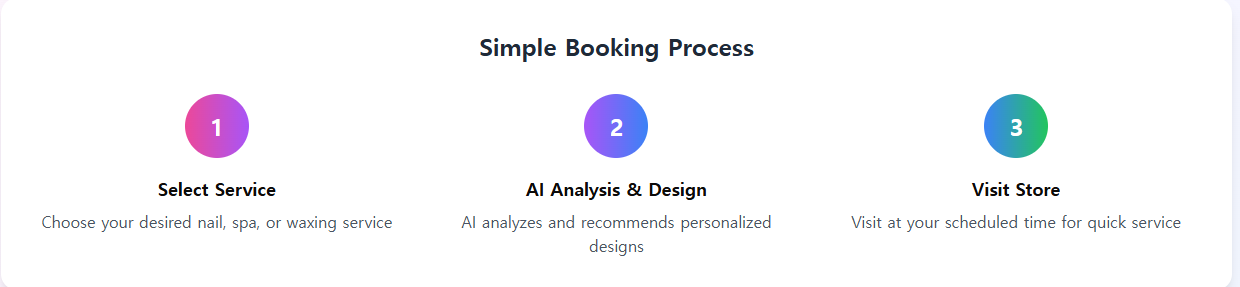 Simple Booking Process
1
2
3
Select Service
AI Analysis & Design
Visit Store
Choose your desired nail, spa, or waxing service
AI analyzes and recommends personalized
designs
Visit at your scheduled time for quick service